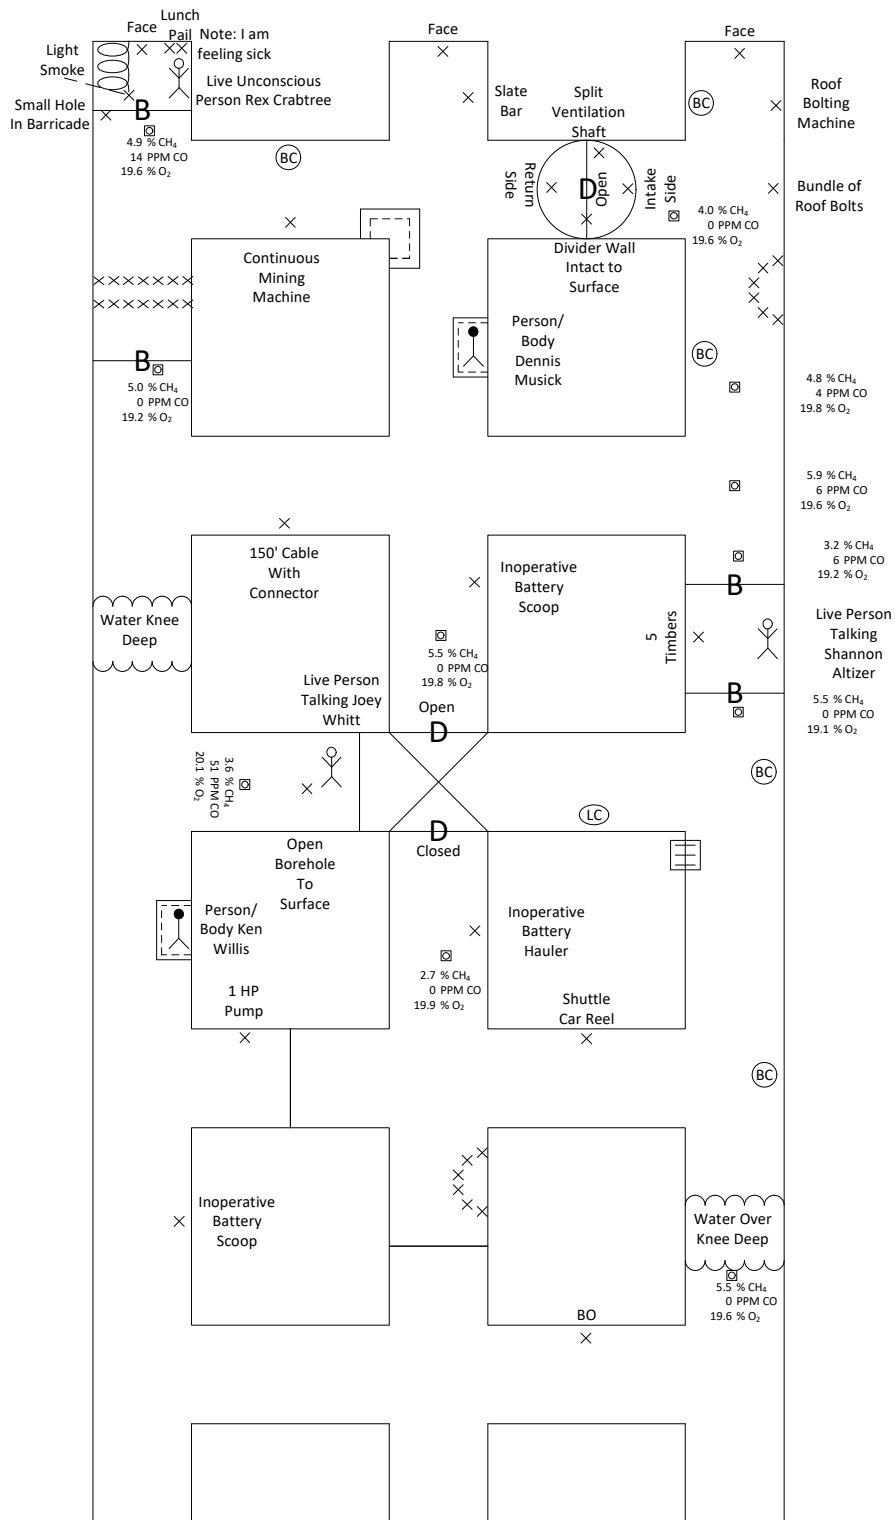 Face
Lunch
Pail
Note: I am
feeling sick
Light
Smoke
Live Unconscious
Person Rex Crabtree
Small Hole
In Barricade
B
4.9 % CH₄
14 PPM CO
19.6 % O₂
BC
Face
Slate
Bar
Split
Ventilation
Shaft
BC
Roof
Bolting
Machine
Return
Side
D
Open
Intake
Side
4.0 % CH₄
0 PPM CO
19.6 % O₂
Bundle of
Roof Bolts
Continuous
Mining
Machine
Divider Wall
Intact to
Surface
Person/
Body
Dennis
Musick
BC
B
5.0 % CH₄
0 PPM CO
19.2 % O₂
4.8 % CH₄
4 PPM CO
19.8 % O₂
5.9 % CH₄
6 PPM CO
19.6 % O₂
3.2 % CH₄
6 PPM CO
19.2 % O₂
B
150' Cable
With
Connector
Inoperative
Battery
Scoop
Water Knee
Deep
5
Timbers
Live Person
Talking
Shannon
Altizer
5.5 % CH₄
0 PPM CO
19.8 % O₂
Live Person
Talking Joey
Whitt
Open
D
B
5.5 % CH₄
0 PPM CO
19.1 % O₂
3.6 % CH₄
51 PPM CO
20.1 % O₂
BC
LC
D
Closed
Open
Borehole
To
Surface
Person/
Body Ken
Willis
Inoperative
Battery
Hauler
2.7 % CH₄
0 PPM CO
19.9 % O₂
1 HP
Pump
Shuttle
Car Reel
BC
Inoperative
Battery
Scoop
Water Over
Knee Deep
5.5 % CH₄
0 PPM CO
19.6 % O₂
BO
Face